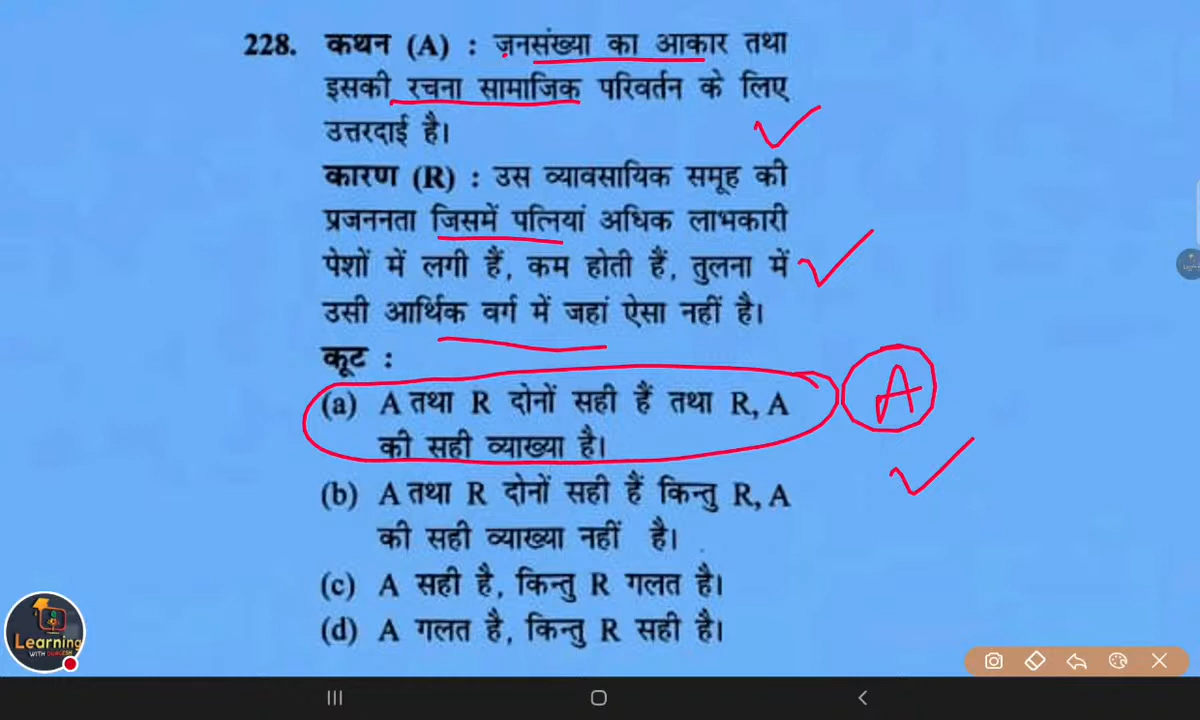 228. कथन (A) : जनसंख्या का आकार तथा
इसकी रचना सामाजिक परिवर्तन के लिए
उत्तरदाई है।
कारण (R) : उस व्यावसायिक समूह की
प्रजननता जिसमें पत्नियां अधिक लाभकारी
पेशों में लगी हैं, कम होती हैं, तुलना में
उसी आर्थिक वर्ग में जहां ऐसा नहीं है।
कूट :
(a) A तथा R दोनों सही हैं तथा R, A
की सही व्याख्या है।
A
(b) A तथा R दोनों सही हैं किन्तु R, A
की सही व्याख्या नहीं है।
(c) A सही है, किन्तु R गलत है।
(d) A गलत है, किन्तु R सही है।
Learning